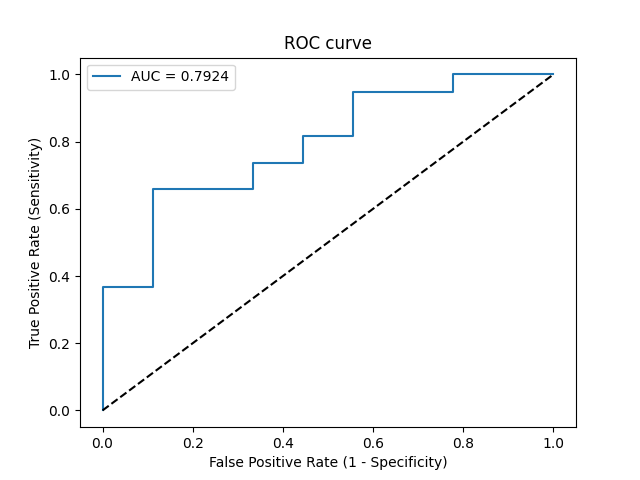 ROC curve
AUC = 0.7924
True Positive Rate (Sensitivity)
1.0
0.8
0.6
0.4
0.2
0.0
0.0 0.2 0.4 0.6 0.8 1.0
False Positive Rate (1 - Specificity)